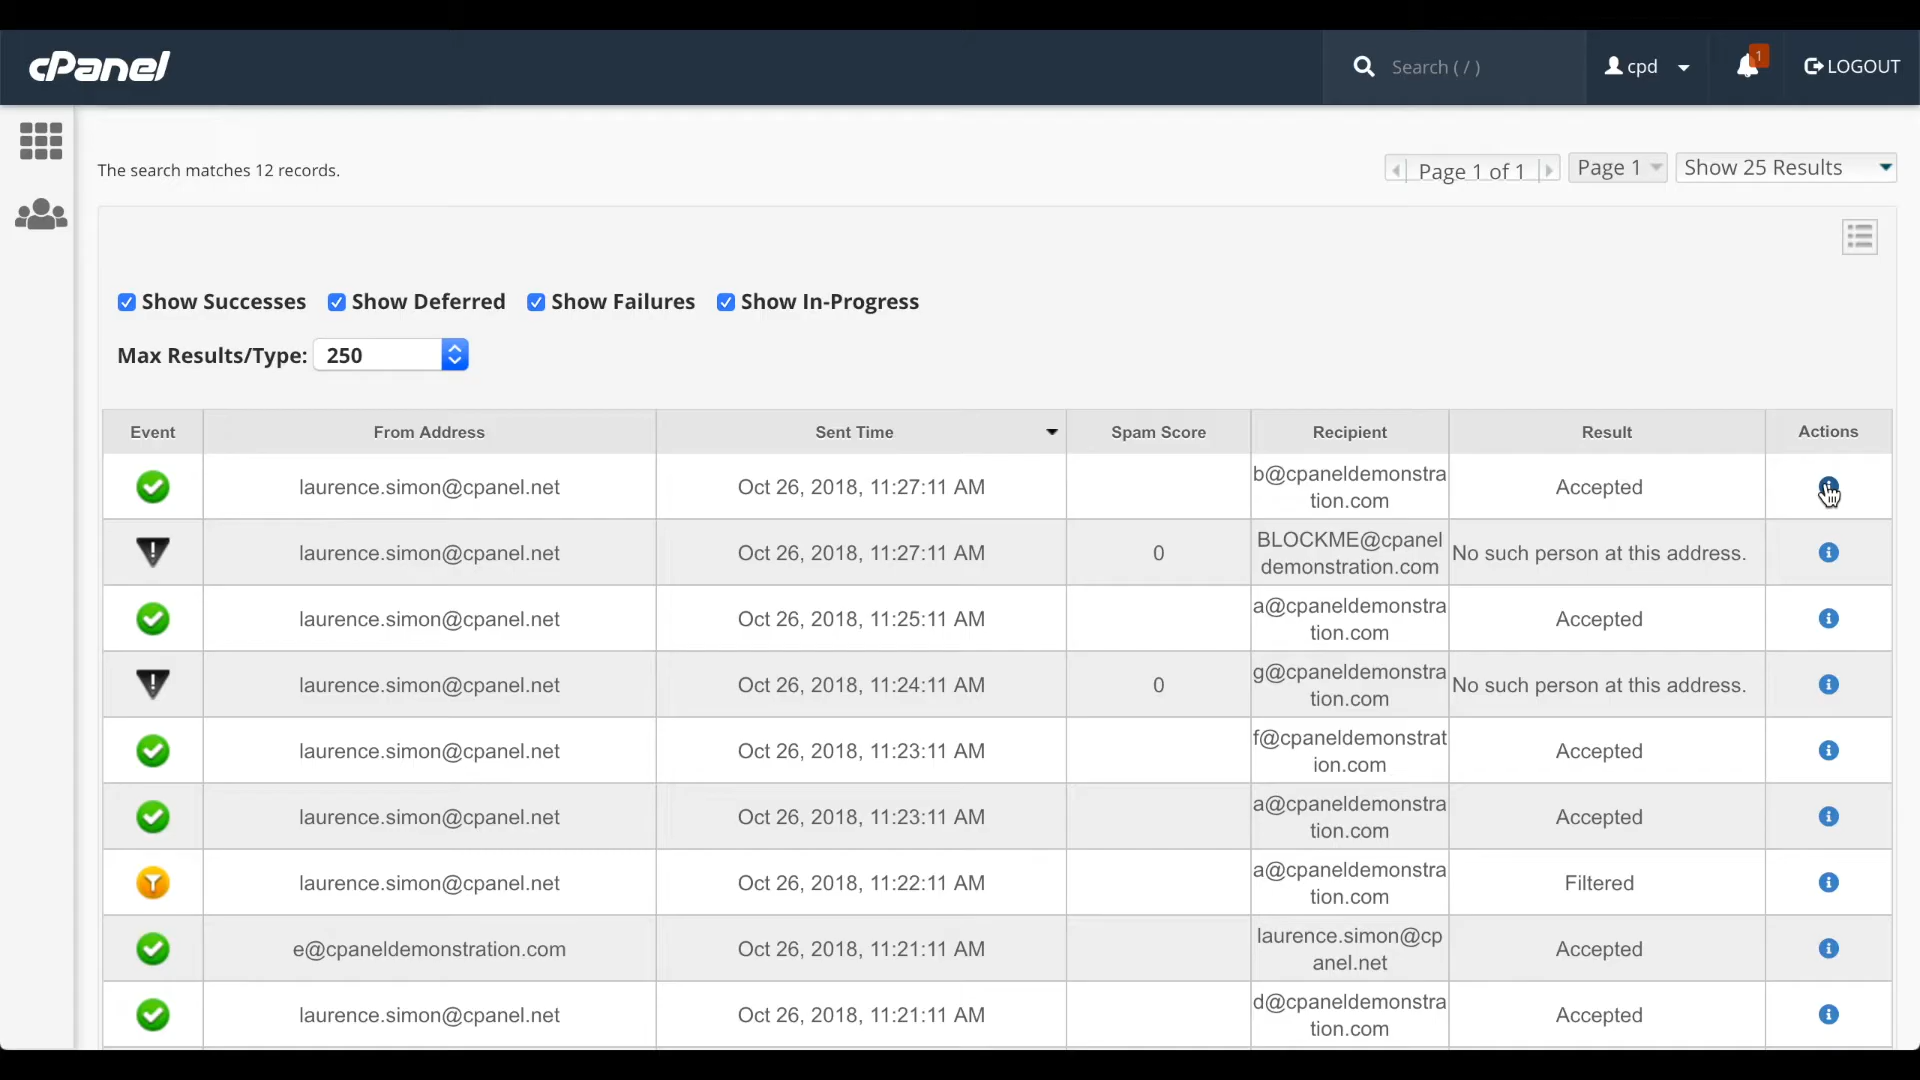 cPanel
Search ( / )
cpd
1
LOGOUT
The search matches 12 records.
Page 1 of 1
Page 1
Show 25 Results
Show Successes
Show Deferred
Show Failures
Show In-Progress
Max Results/Type: 250
Event From Address Sent Time Spam Score Recipient Result Actions
laurence.simon@cpanel.net Oct 26, 2018, 11:27:11 AM b@cpaneldemonstra Accepted
tion.com
laurence.simon@cpanel.net Oct 26, 2018, 11:27:11 AM 0 BLOCKME@cpanel No such person at this address.
demonstration.com
laurence.simon@cpanel.net Oct 26, 2018, 11:25:11 AM a@cpaneldemonstra Accepted
tion.com
laurence.simon@cpanel.net Oct 26, 2018, 11:24:11 AM 0 g@cpaneldemonstra No such person at this address.
tion.com
laurence.simon@cpanel.net Oct 26, 2018, 11:23:11 AM f@cpaneldemonstrat Accepted
ion.com
laurence.simon@cpanel.net Oct 26, 2018, 11:23:11 AM a@cpaneldemonstra Accepted
tion.com
laurence.simon@cpanel.net Oct 26, 2018, 11:22:11 AM a@cpaneldemonstra Filtered
tion.com
e@cpaneldemonstration.com Oct 26, 2018, 11:21:11 AM laurence.simon@cp Accepted
anel.net
laurence.simon@cpanel.net Oct 26, 2018, 11:21:11 AM d@cpaneldemonstra Accepted
tion.com